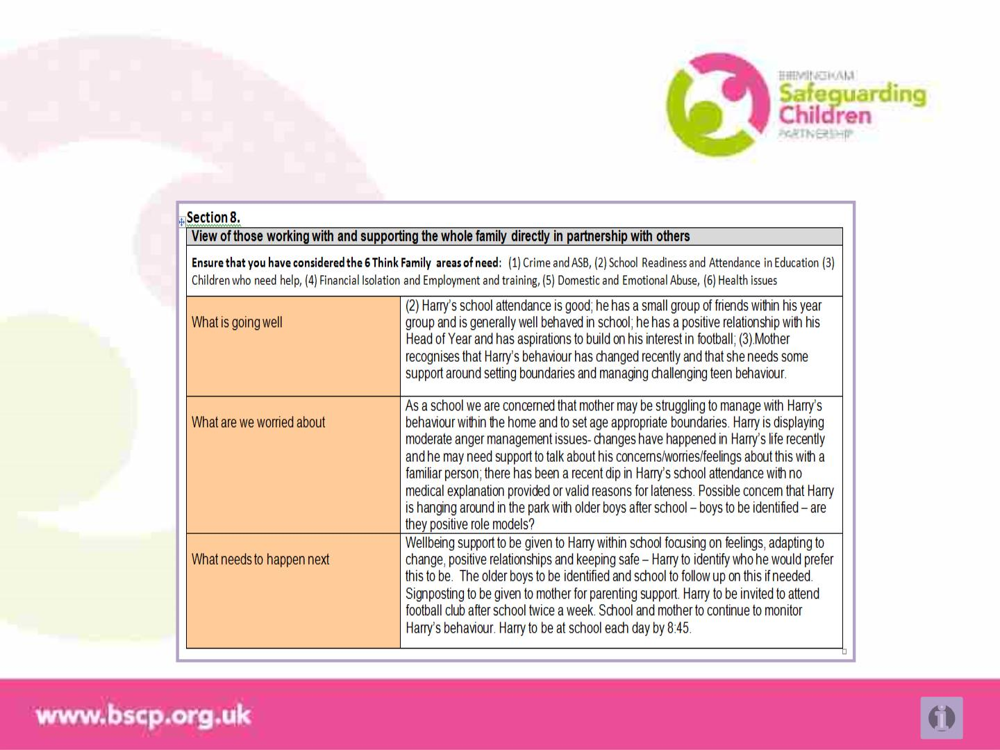 BIRMINGHAM
Safeguarding
Children
PARTNERSHIP
Section 8.
View of those working with and supporting the whole family directly in partnership with others
Ensure that you have considered the 6 Think Family areas of need: (1) Crime and ASB, (2) School Readiness and Attendance in Education (3)
Children who need help, (4) Financial Isolation and Employment and training, (5) Domestic and Emotional Abuse, (6) Health issues
What is going well
(2) Harry’s school attendance is good; he has a small group of friends within his year
group and is generally well behaved in school; he has a positive relationship with his
Head of Year and has aspirations to build on his interest in football; (3).Mother
recognises that Harry’s behaviour has changed recently and that she needs some
support around setting boundaries and managing challenging teen behaviour.
What are we worried about
As a school we are concerned that mother may be struggling to manage with Harry’s
behaviour within the home and to set age appropriate boundaries. Harry is displaying
moderate anger management issues- changes have happened in Harry’s life recently
and he may need support to talk about his concerns/worries/feelings about this with a
familiar person; there has been a recent dip in Harry’s school attendance with no
medical explanation provided or valid reasons for lateness. Possible concern that Harry
is hanging around in the park with older boys after school – boys to be identified – are
they positive role models?
What needs to happen next
Wellbeing support to be given to Harry within school focusing on feelings, adapting to
change, positive relationships and keeping safe – Harry to identify who he would prefer
this to be. The older boys to be identified and school to follow up on this if needed.
Signposting to be given to mother for parenting support. Harry to be invited to attend
football club after school twice a week. School and mother to continue to monitor
Harry’s behaviour. Harry to be at school each day by 8:45.
www.bscp.org.uk